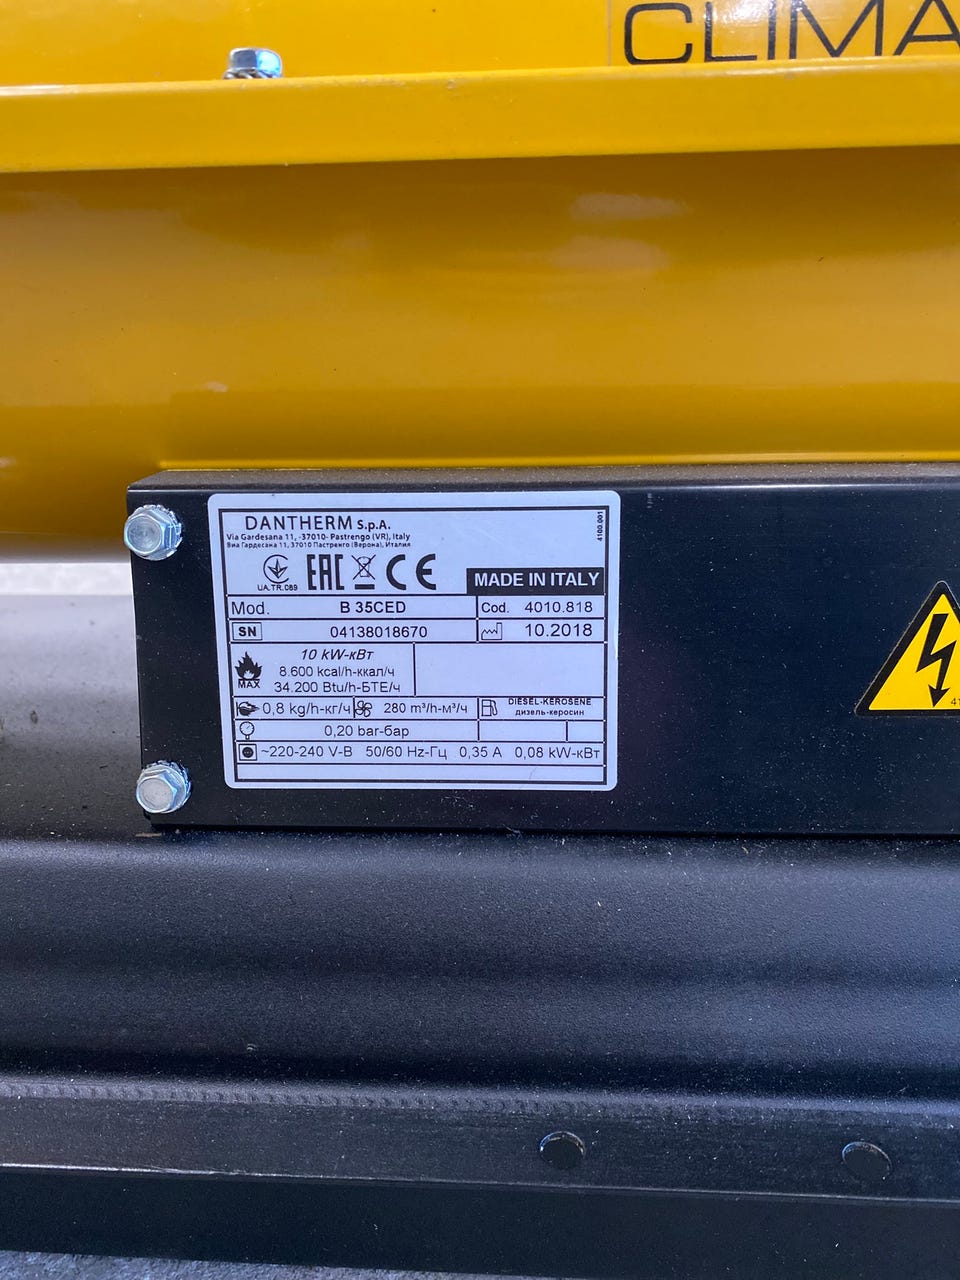 CLIMA
DANTHERM S.p.A.
Via Gardesana 11, -37010- Pastrengo (VR), Italy
Виа Гардесана 11, 37010 Пастренго (Верона), Италия
4100.001
UA.TR.089
EAC CE
MADE IN ITALY
Mod. B 35CED Cod. 4010.818
SN 04138018670 10.2018
10 kW-кВт
8.600 kcal/h-ккал/ч
MAX 34.200 Btu/h-БТЕ/ч
0,8 kg/h-кг/ч 280 m³/h-м³/ч DIESEL-KEROSENE
дизель-керосин
0,20 bar-бар
~220-240 V-В 50/60 Hz-Гц 0,35 A 0,08 kW-кВт